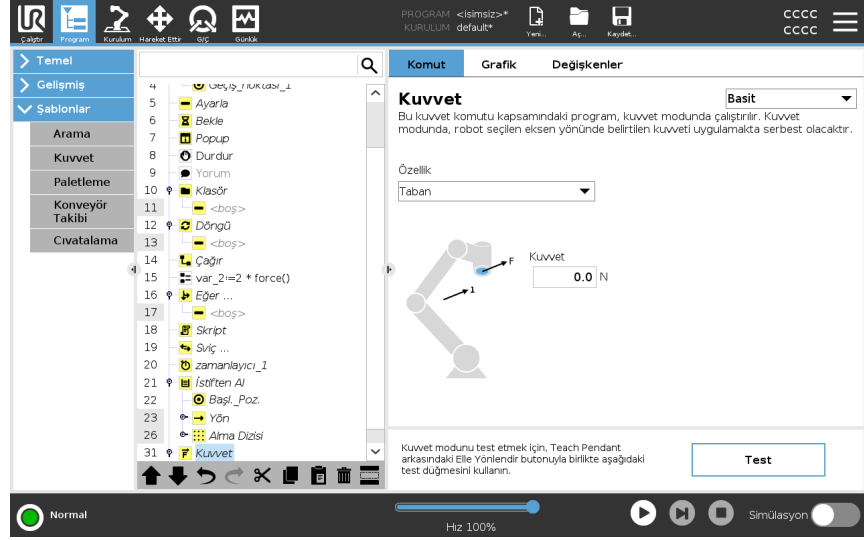 UR
PROGRAM <isimsiz>*
KURULUM default*
Çalıştır Program Kurulum Hareket Ettir G/Ç Günlük
Yeni... Aç... Kaydet...
CCCC
CCCC
Temel
Gelişmiş
Şablonlar
Arama
Kuvvet
Paletleme
Konveyör
Takibi
Cıvatalama
4 Geçiş_noktası_1
5 Ayarla
6 Bekle
7 Popup
8 Durdur
9 Yorum
10 Klasör
11 <boş>
12 Döngü
13 <boş>
14 Çağır
15 var_2≔2 * force()
16 Eğer ...
17 <boş>
18 Skript
19 Sviç ...
20 zamanlayıcı_1
21 İstiften Al
22 Başl._Poz.
23 Yön
26 Alma Dizisi
31 Kuvvet
Komut Grafik Değişkenler
Kuvvet
Basit
Bu kuvvet komutu kapsamındaki program, kuvvet modunda çalıştırılır. Kuvvet
modunda, robot seçilen eksen yönünde belirtilen kuvveti uygulamakta serbest olacaktır.
Özellik
Taban
F
1
Kuvvet
0.0 N
Kuvvet modunu test etmek için, Teach Pendant
arkasındaki Elle Yönlendir butonuyla birlikte aşağıdaki
test düğmesini kullanın.
Test
Normal
Hız 100%
Simülasyon